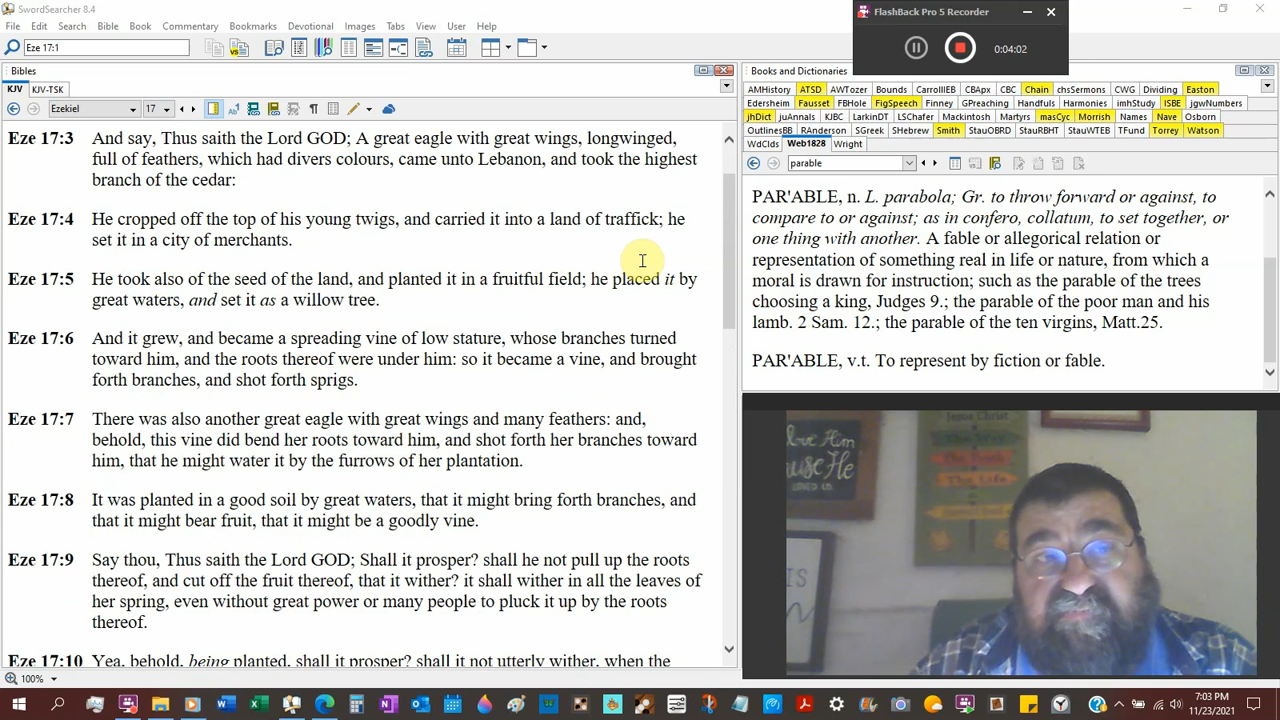 SwordSearcher 8.4
File Edit Search Bible Book Commentary Bookmarks Devotional Images Tabs View User Help
Eze 17:1
Bibles
KJV KJV-TSK
Ezekiel 17
Eze 17:3 And say, Thus saith the Lord GOD; A great eagle with great wings, longwinged,
full of feathers, which had divers colours, came unto Lebanon, and took the highest
branch of the cedar:
Eze 17:4 He cropped off the top of his young twigs, and carried it into a land of traffick; he
set it in a city of merchants.
Eze 17:5 He took also of the seed of the land, and planted it in a fruitful field; he placed it by
great waters, and set it as a willow tree.
Eze 17:6 And it grew, and became a spreading vine of low stature, whose branches turned
toward him, and the roots thereof were under him: so it became a vine, and brought
forth branches, and shot forth sprigs.
Eze 17:7 There was also another great eagle with great wings and many feathers: and,
behold, this vine did bend her roots toward him, and shot forth her branches toward
him, that he might water it by the furrows of her plantation.
Eze 17:8 It was planted in a good soil by great waters, that it might bring forth branches, and
that it might bear fruit, that it might be a goodly vine.
Eze 17:9 Say thou, Thus saith the Lord GOD; Shall it prosper? shall he not pull up the roots
thereof, and cut off the fruit thereof, that it wither? it shall wither in all the leaves of
her spring, even without great power or many people to pluck it up by the roots
thereof.
Eze 17:10 Yea, behold, being planted, shall it prosper? shall it not utterly wither, when the
100%
FlashBack Pro 5 Recorder
0:04:02
Books and Dictionaries
AMHistory ATSD AWTozer Bounds CarrollEB CBApx CBC Chain chsSermons CWG Dividing Easton
Edersheim Fausset FBHole FigSpeech Finney GPreaching Handfuls Harmonies imhStudy ISBE jgwNumbers
jhDict juAnnals KJBC LarkinDT LSChafer Mackintosh Martyrs masCyc Morrish Names Nave Osborn
OutlinesBB RAnderson SGreek SHebrew Smith StauOBRD StauRBHT StauWTEB TFund Torrey Watson
WdClds Web1828 Wright
parable
PAR'ABLE, n. L. parabola; Gr. to throw forward or against, to
compare to or against; as in confero, collatum, to set together, or
one thing with another. A fable or allegorical relation or
representation of something real in life or nature, from which a
moral is drawn for instruction; such as the parable of the trees
choosing a king, Judges 9.; the parable of the poor man and his
lamb. 2 Sam. 12.; the parable of the ten virgins, Matt.25.
PAR'ABLE, v.t. To represent by fiction or fable.
Jesus Christ
The Way
The Truth
The Life
love Him
use He
LOVED US.
7:03 PM
11/23/2021